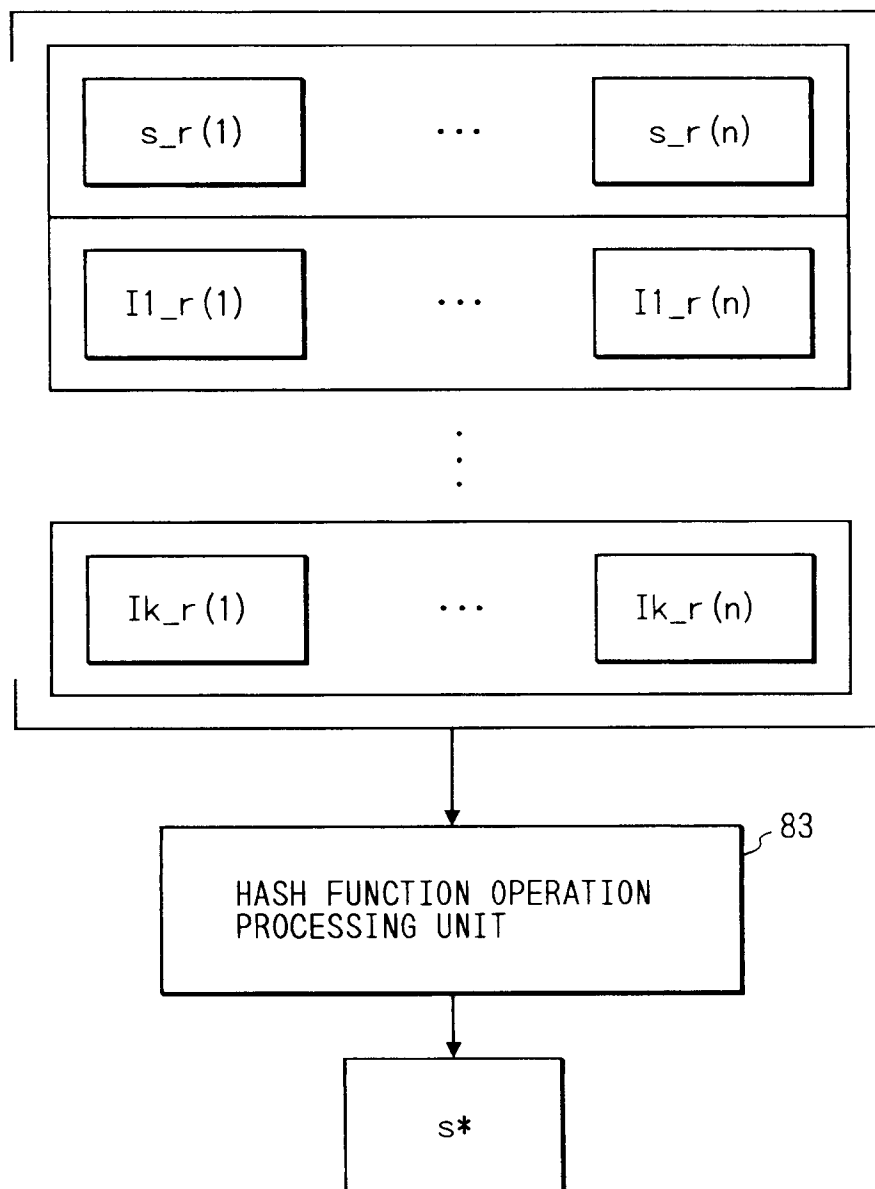 s_r(1) ... s_r(n)
I1_r(1) ... I1_r(n)
...
Ik_r(1) ... Ik_r(n)
83
HASH FUNCTION OPERATION
PROCESSING UNIT
s*